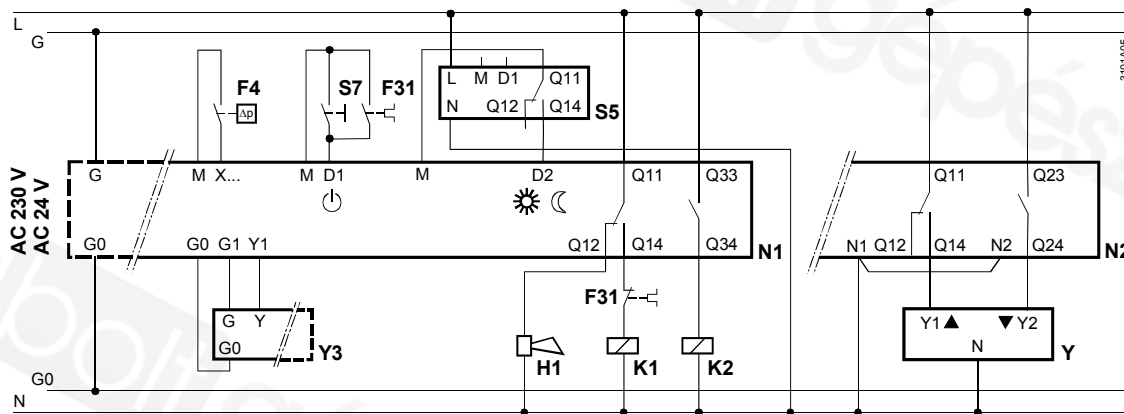 L
G
F4
Δp
S7
F31
L M D1 Q11
N Q12 Q14
S5
3101A05
AC 230 V
AC 24 V
G M X... M D1 M D2 Q11 Q33
G0 G0 G1 Y1 Q12 Q14 Q34
N1
Q11 Q23
N1 Q12 Q14 N2 Q24
N2
G Y
G0
Y3
F31
H1
K1
K2
Y1 ▲ ▼ Y2
N
Y
G0
N